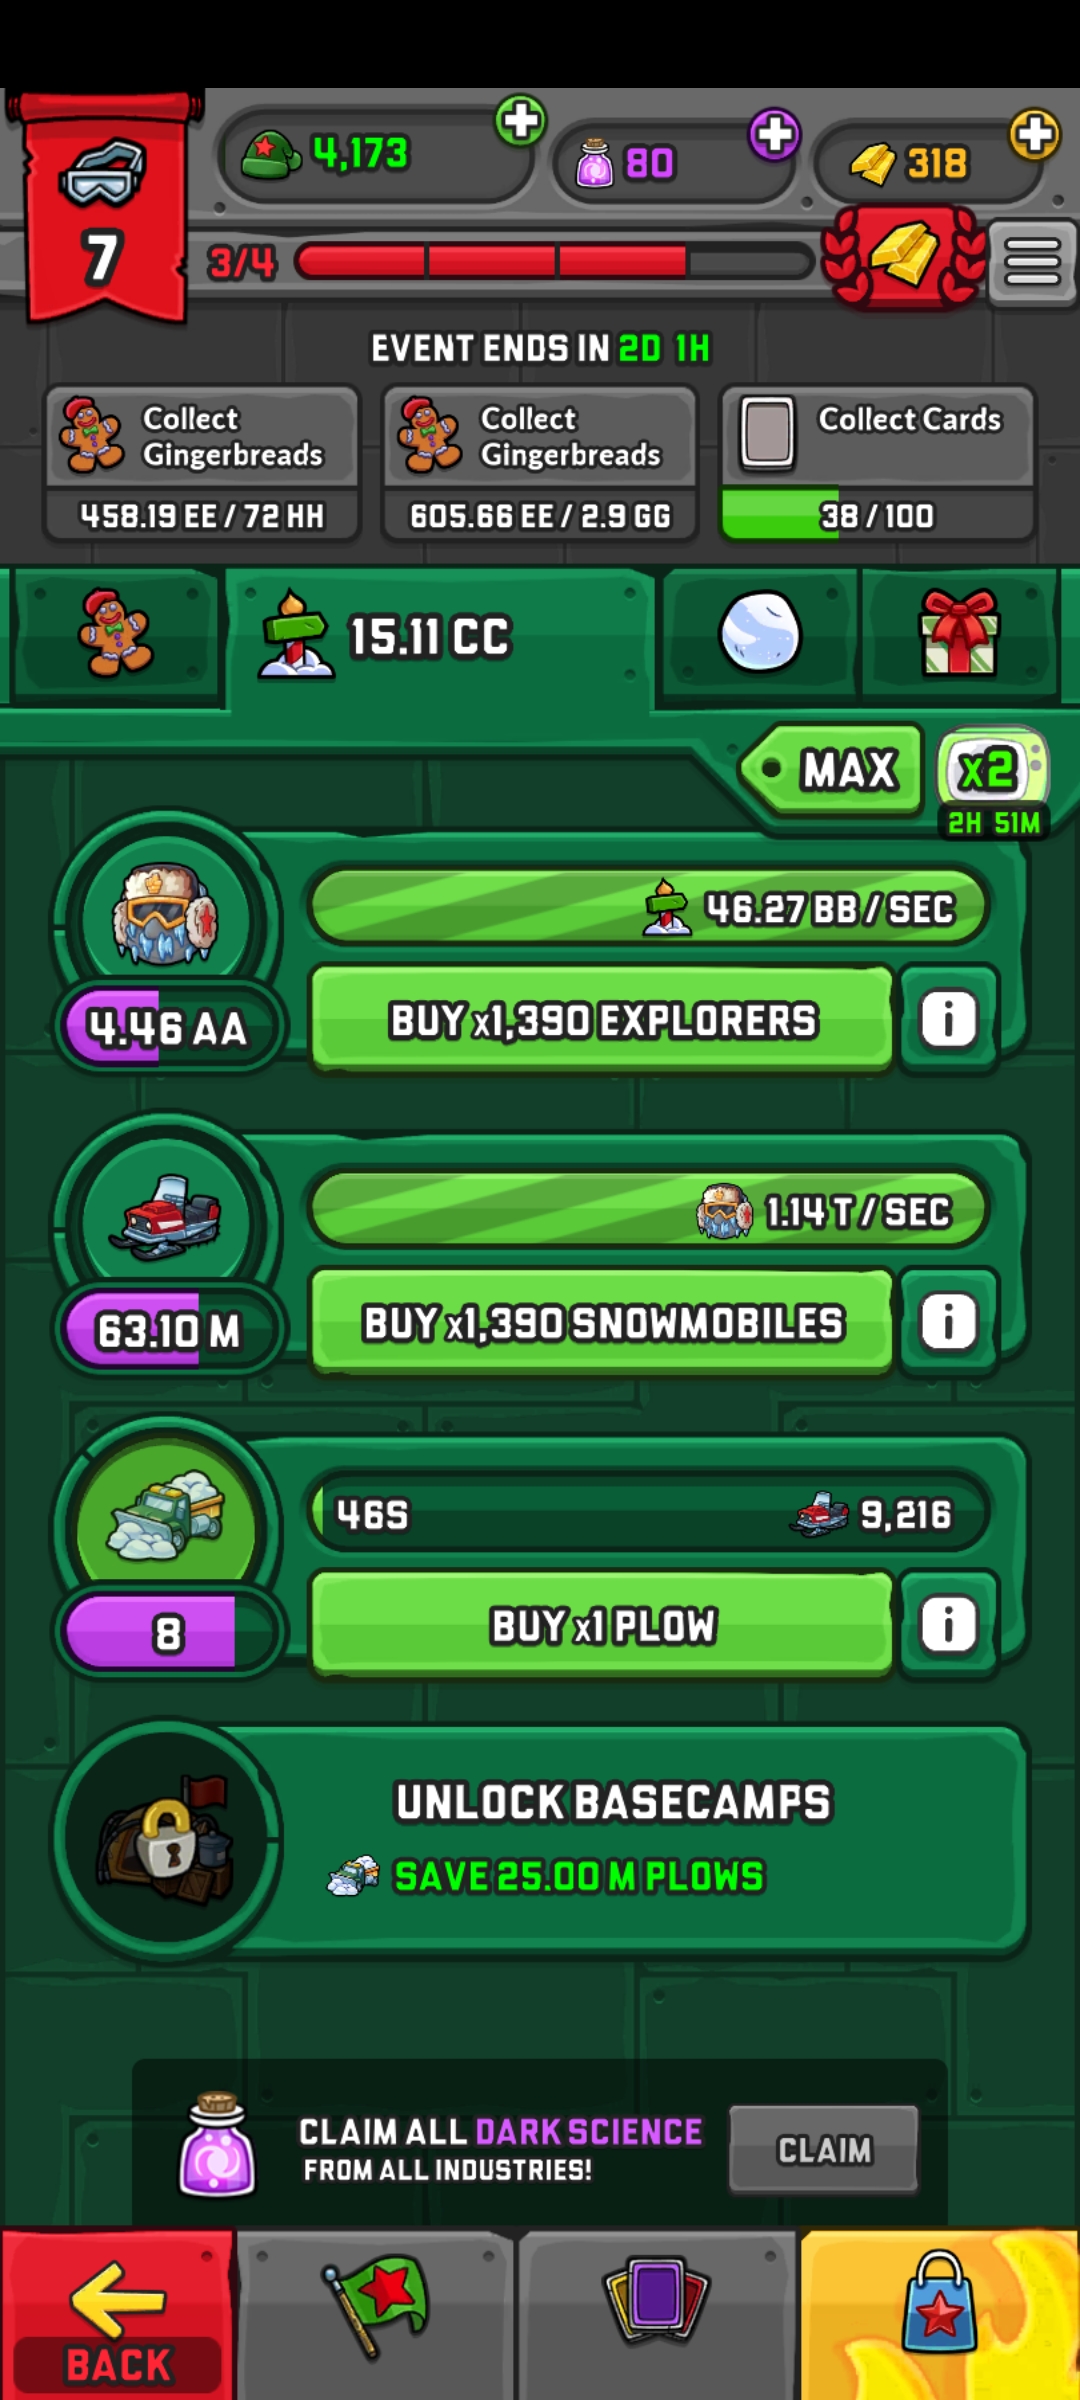 4,173
80
318
7
3/4
EVENT ENDS IN 2D 1H
Collect
Gingerbreads
458.19 EE / 72 HH
Collect
Gingerbreads
605.66 EE / 2.9 GG
Collect Cards
38 / 100
15.11 CC
MAX
x2
2H 51M
46.27 BB / SEC
4.46 AA
BUY x1,390 EXPLORERS
i
1.14 T / SEC
63.10 M
BUY x1,390 SNOWMOBILES
i
46S
9,216
8
BUY x1 PLOW
i
UNLOCK BASECAMPS
SAVE 25.00 M PLOWS
CLAIM ALL DARK SCIENCE
FROM ALL INDUSTRIES!
CLAIM
BACK